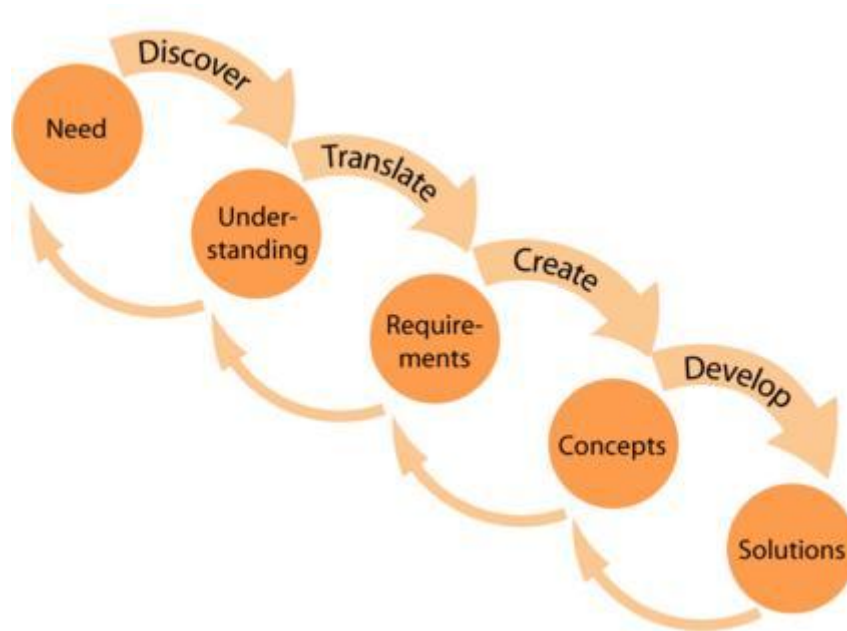 Discover
Need
Translate
Under-
standing
Create
Require-
ments
Develop
Concepts
Solutions